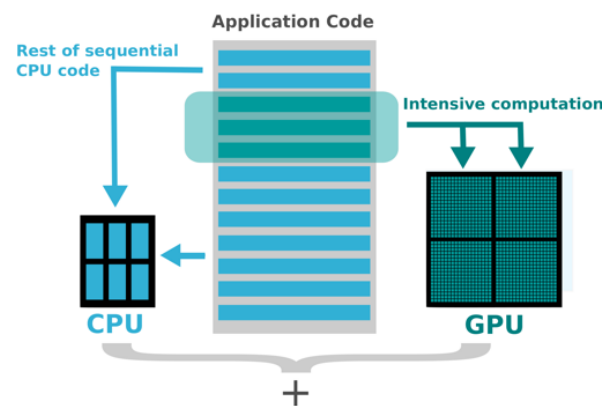 Application Code
Rest of sequential
CPU code
Intensive computation
CPU
GPU
+